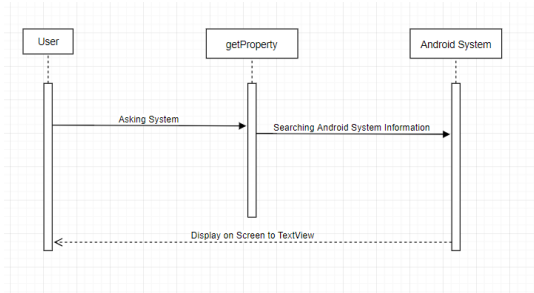 User
getProperty
Android System
Asking System
Searching Android System Information
Display on Screen to TextView